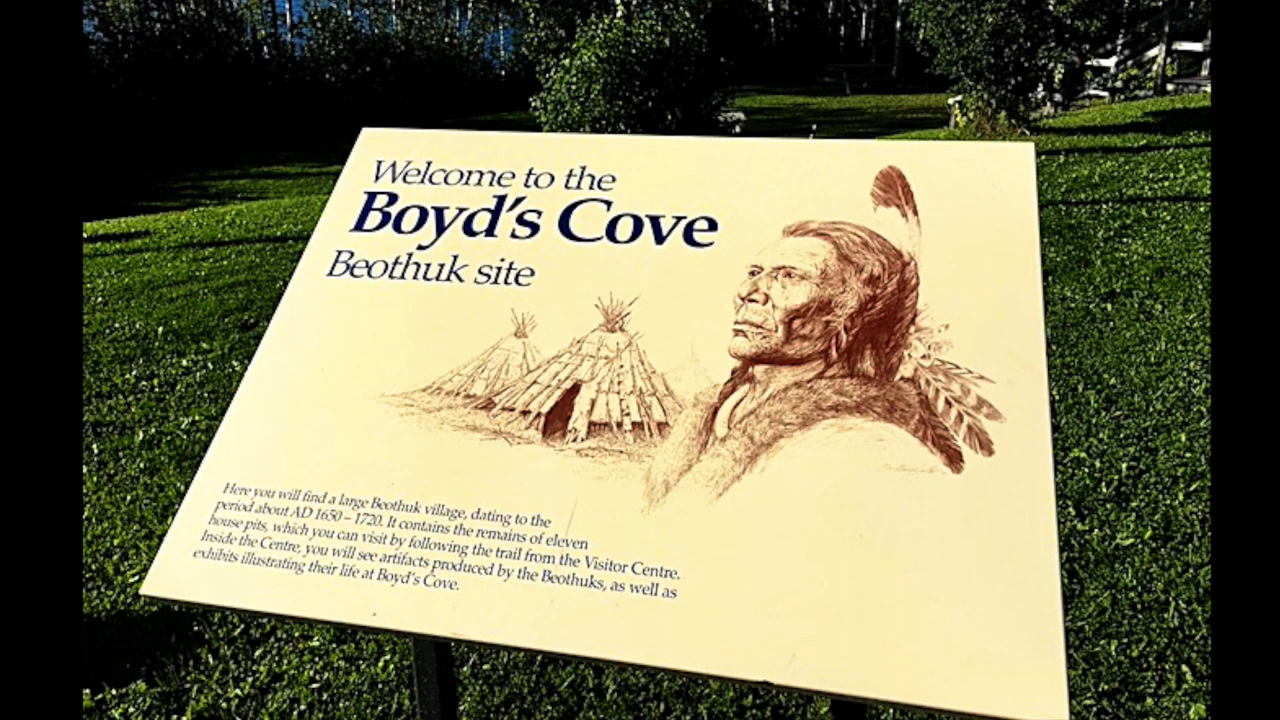 Welcome to the
Boyd's Cove
Beothuk site
Here you will find a large Beothuk village, dating to the
period about AD 1650 – 1720. It contains the remains of eleven
house pits, which you can visit by following the trail from the Visitor Centre.
Inside the Centre, you will see artifacts produced by the Beothuks, as well as
exhibits illustrating their life at Boyd's Cove.